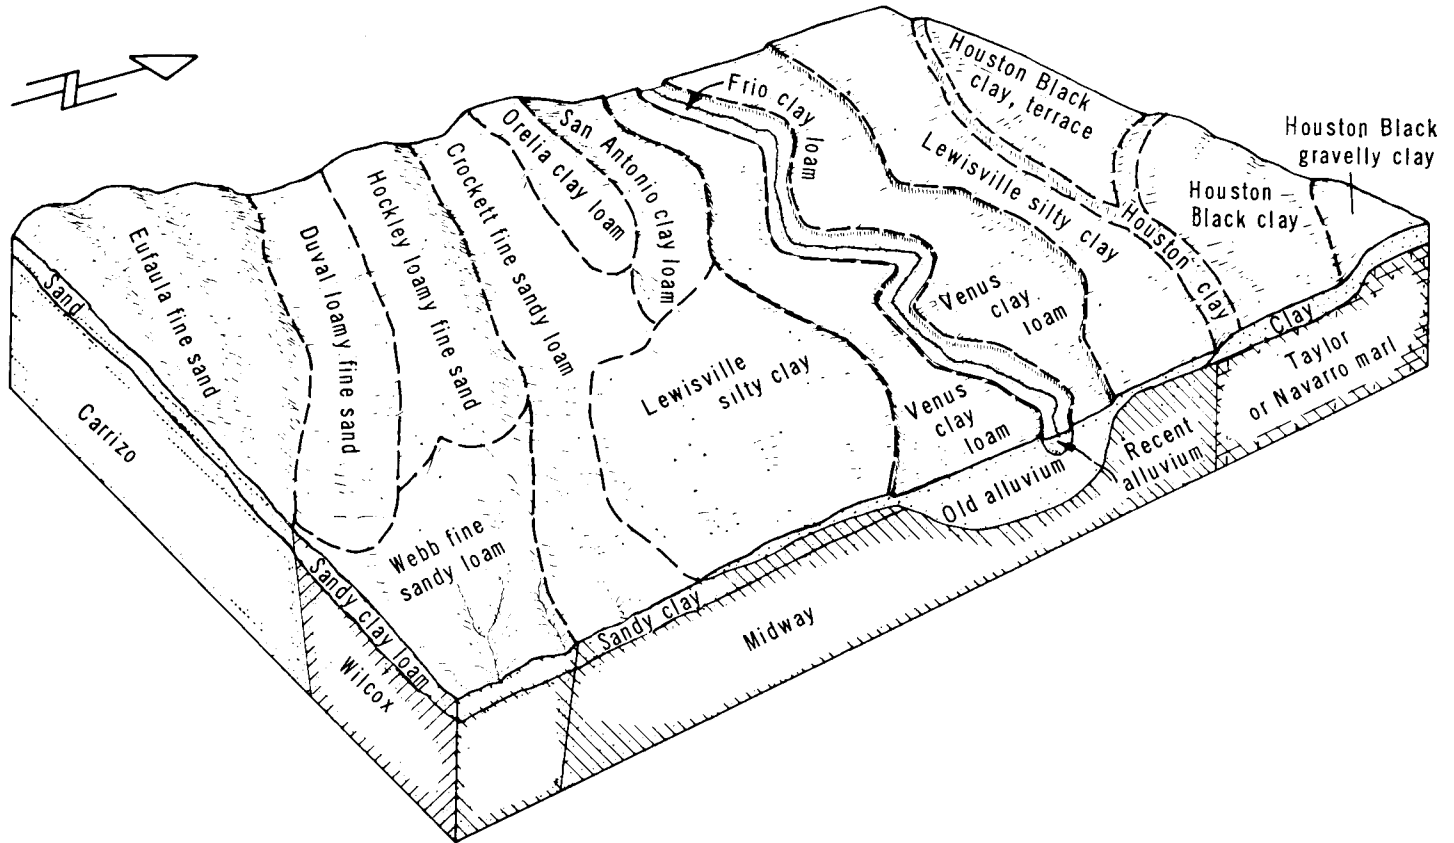 N
Eufaula fine sand
Duval loamy fine sand
Hockley loamy fine sand
Crockett fine sandy loam
Orelia clay loam
San Antonio clay loam
Frio clay loam
Houston Black
clay, terrace
Houston Black
gravelly clay
Lewisville silty clay
Houston
Black clay
Houston clay
Venus
clay
loam
Lewisville
silty clay
Venus
clay
loam
Webb fine
sandy loam
Sand
Carrizo
Sandy clay loam
Wilcox
Sandy clay
Midway
Old alluvium
Recent
alluvium
Clay
Taylor
or Navarro marl